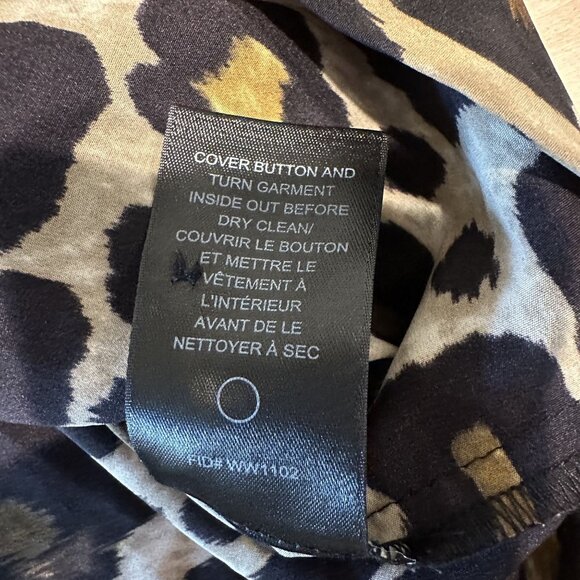 COVER BUTTON AND
TURN GARMENT
INSIDE OUT BEFORE
DRY CLEAN/
COUVRIR LE BOUTON
ET METTRE LE
VÊTEMENT À
L'INTÉRIEUR
AVANT DE LE
NETTOYER À SEC
FID# WW1102